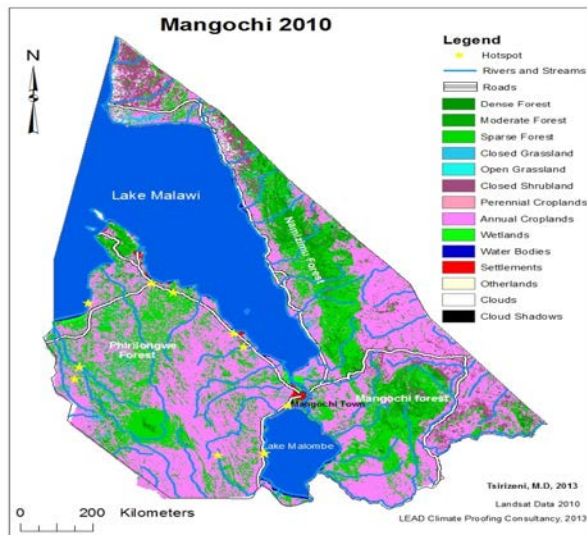 Mangochi 2010
N
Legend
Hotspot
Rivers and Streams
Roads
Dense Forest
Moderate Forest
Sparse Forest
Closed Grassland
Open Grassland
Closed Shrubland
Perennial Croplands
Annual Croplands
Wetlands
Water Bodies
Settlements
Otherlands
Clouds
Cloud Shadows
Lake Malawi
Namizimu Forest
Phirilongwe
Forest
Mangochi forest
Mangochi Town
Lake Malombe
Tsirizeni, M.D, 2013
Landsat Data 2010
LEAD Climate Proofing Consultancy, 2013
0 200 Kilometers